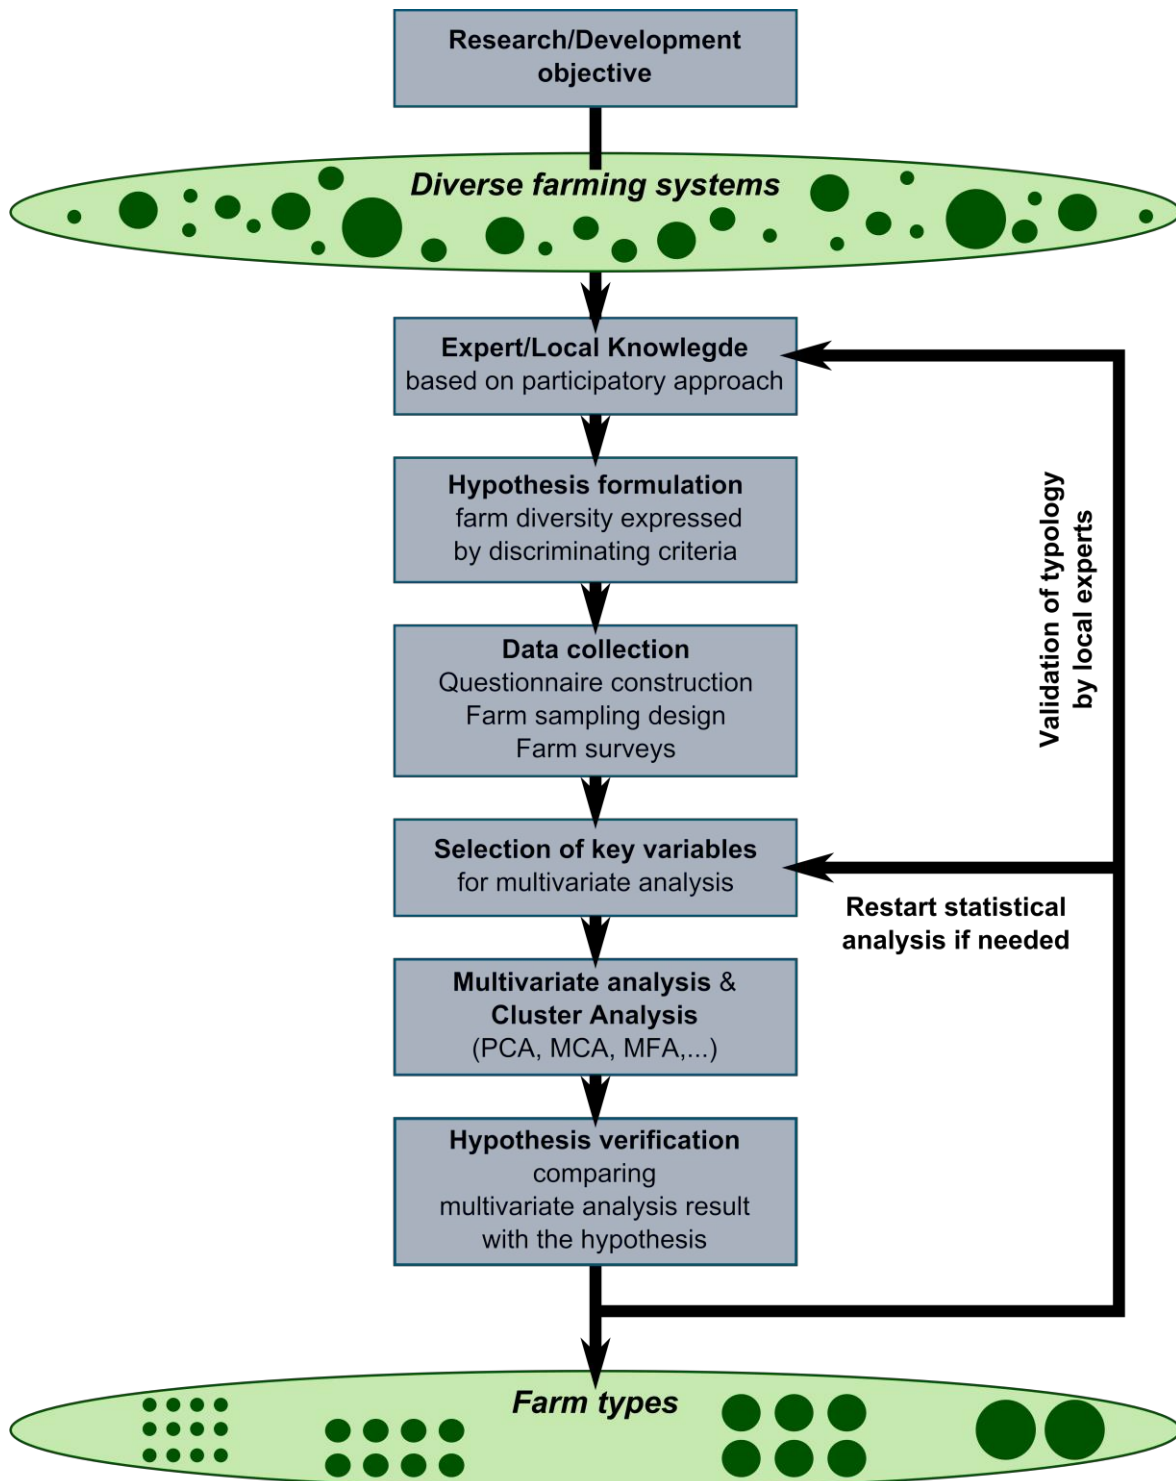 Research/Development
objective
Diverse farming systems
Expert/Local Knowlegde
based on participatory approach
Hypothesis formulation
farm diversity expressed
by discriminating criteria
Data collection
Questionnaire construction
Farm sampling design
Farm surveys
Selection of key variables
for multivariate analysis
Restart statistical
analysis if needed
Validation of typology
by local experts
Multivariate analysis &
Cluster Analysis
(PCA, MCA, MFA,...)
Hypothesis verification
comparing
multivariate analysis result
with the hypothesis
Farm types